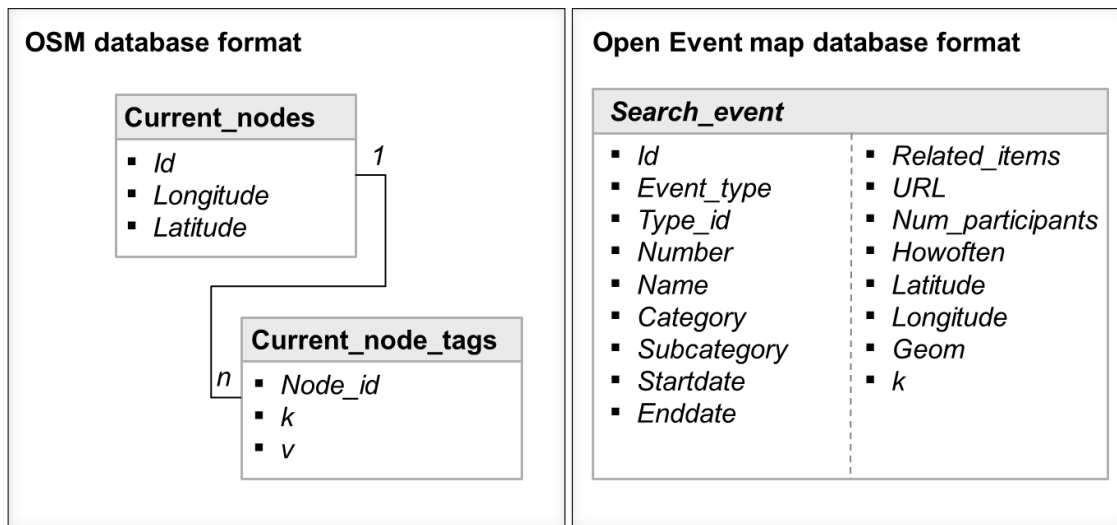 OSM database format
Current_nodes
▪ Id
▪ Longitude
▪ Latitude
1
n
Current_node_tags
▪ Node_id
▪ k
▪ v
Open Event map database format
Search_event
▪ Id
▪ Event_type
▪ Type_id
▪ Number
▪ Name
▪ Category
▪ Subcategory
▪ Startdate
▪ Enddate
▪ Related_items
▪ URL
▪ Num_participants
▪ Howoften
▪ Latitude
▪ Longitude
▪ Geom
▪ k